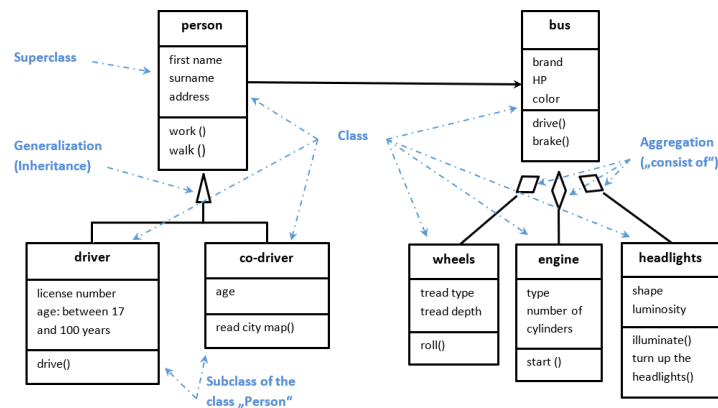 person
bus
Superclass
first name
surname
address
brand
HP
color
work ()
walk ()
drive()
brake()
Generalization
(Inheritance)
Class
Aggregation
(„consist of“)
driver
co-driver
wheels
engine
headlights
license number
age: between 17
and 100 years
age
tread type
tread depth
type
number of
cylinders
shape
luminosity
drive()
read city map()
roll()
start ()
illuminate()
turn up the
headlights()
Subclass of the
class „Person“